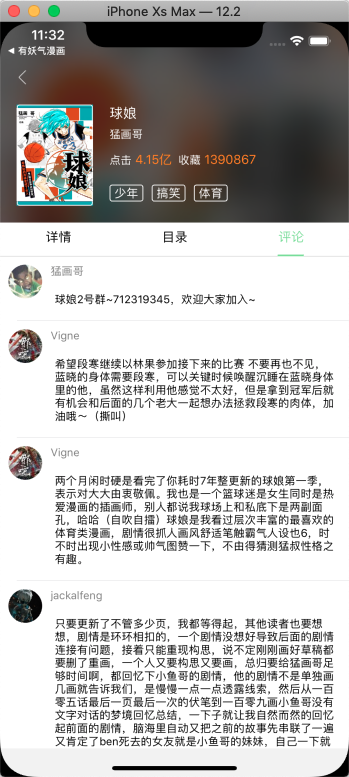 iPhone Xs Max — 12.2
11:32
有妖气漫画
球娘
猛画哥
点击 4.15亿 收藏 1390867
少年 搞笑 体育
猛画 哥
球娘
详情 目录 评论
猛画哥
球娘2号群~712319345，欢迎大家加入~
Vigne
希望段寒继续以林果参加接下来的比赛 不要再也不见，
蓝晓的身体需要段寒，可以关键时候唤醒沉睡在蓝晓身体
里的他，虽然这样利用他感觉不太好，但是拿到冠军后就
有机会和后面的几个老大一起想办法拯救段寒的肉体，加
油哦～（撕叫）
Vigne
两个月闲时硬是看完了你耗时7年整更新的球娘第一季，
表示对大大由衷敬佩。我也是一个篮球迷是女生同时是热
爱漫画的插画师，别人都说我球场上和私底下是两副面
孔，哈哈（自吹自擂）球娘是我看过层次丰富的最喜欢的
体育类漫画，剧情很抓人画风舒适笔触霸气人设也6，时
不时出现小性感或帅气图赞一下，不由得猜测猛叔性格之
有趣。
jackalfeng
只要更新了不管多少页，我都等得起，其他读者也要想
想，剧情是环环相扣的，一个剧情没想好导致后面的剧情
连接有问题，接着只能重现构思，说不定刚刚画好草稿都
要删了重画，一个人又要构思又要画，总归要给猛画哥足
够时间啊，都回忆下小鱼哥的剧情，他的剧情不是单独画
几画就告诉我们，是慢慢一点一点透露线索，然后从一百
零五话最后一页最后一次的伏笔到一百零九画小鱼哥没有
文字对话的梦境回忆总结，一下子就让我自然而然的回忆
起前面的剧情，脑海里自动又把之前的故事先串联了一遍
又肯定了ben死去的女友就是小鱼哥的妹妹，自己一下就